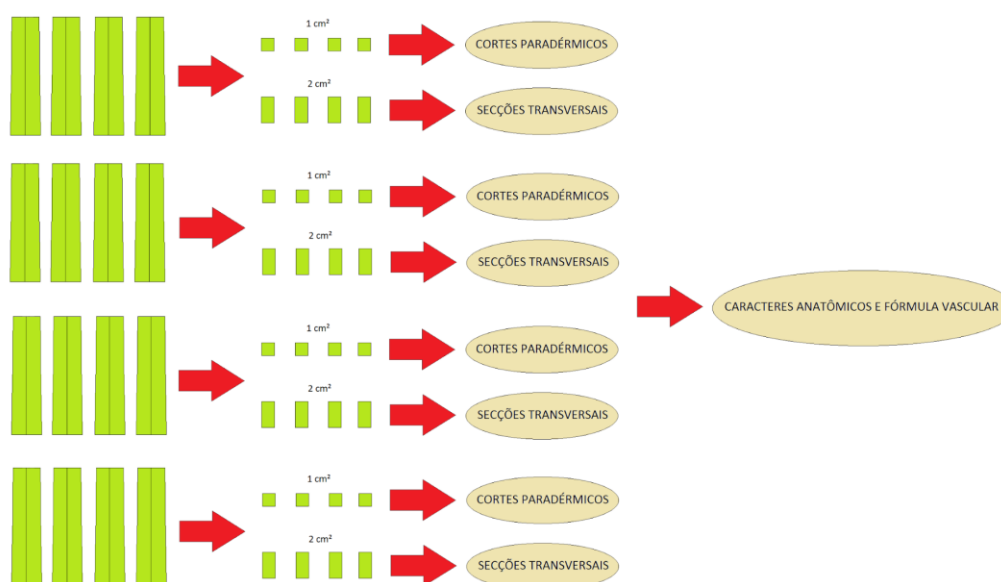 1 cm²
CORTES PARADÉRMICOS
2 cm²
SECÇÕES TRANSVERSAIS
1 cm²
CORTES PARADÉRMICOS
2 cm²
SECÇÕES TRANSVERSAIS
CARACTERES ANATÔMICOS E FÓRMULA VASCULAR
1 cm²
CORTES PARADÉRMICOS
2 cm²
SECÇÕES TRANSVERSAIS
1 cm²
CORTES PARADÉRMICOS
2 cm²
SECÇÕES TRANSVERSAIS